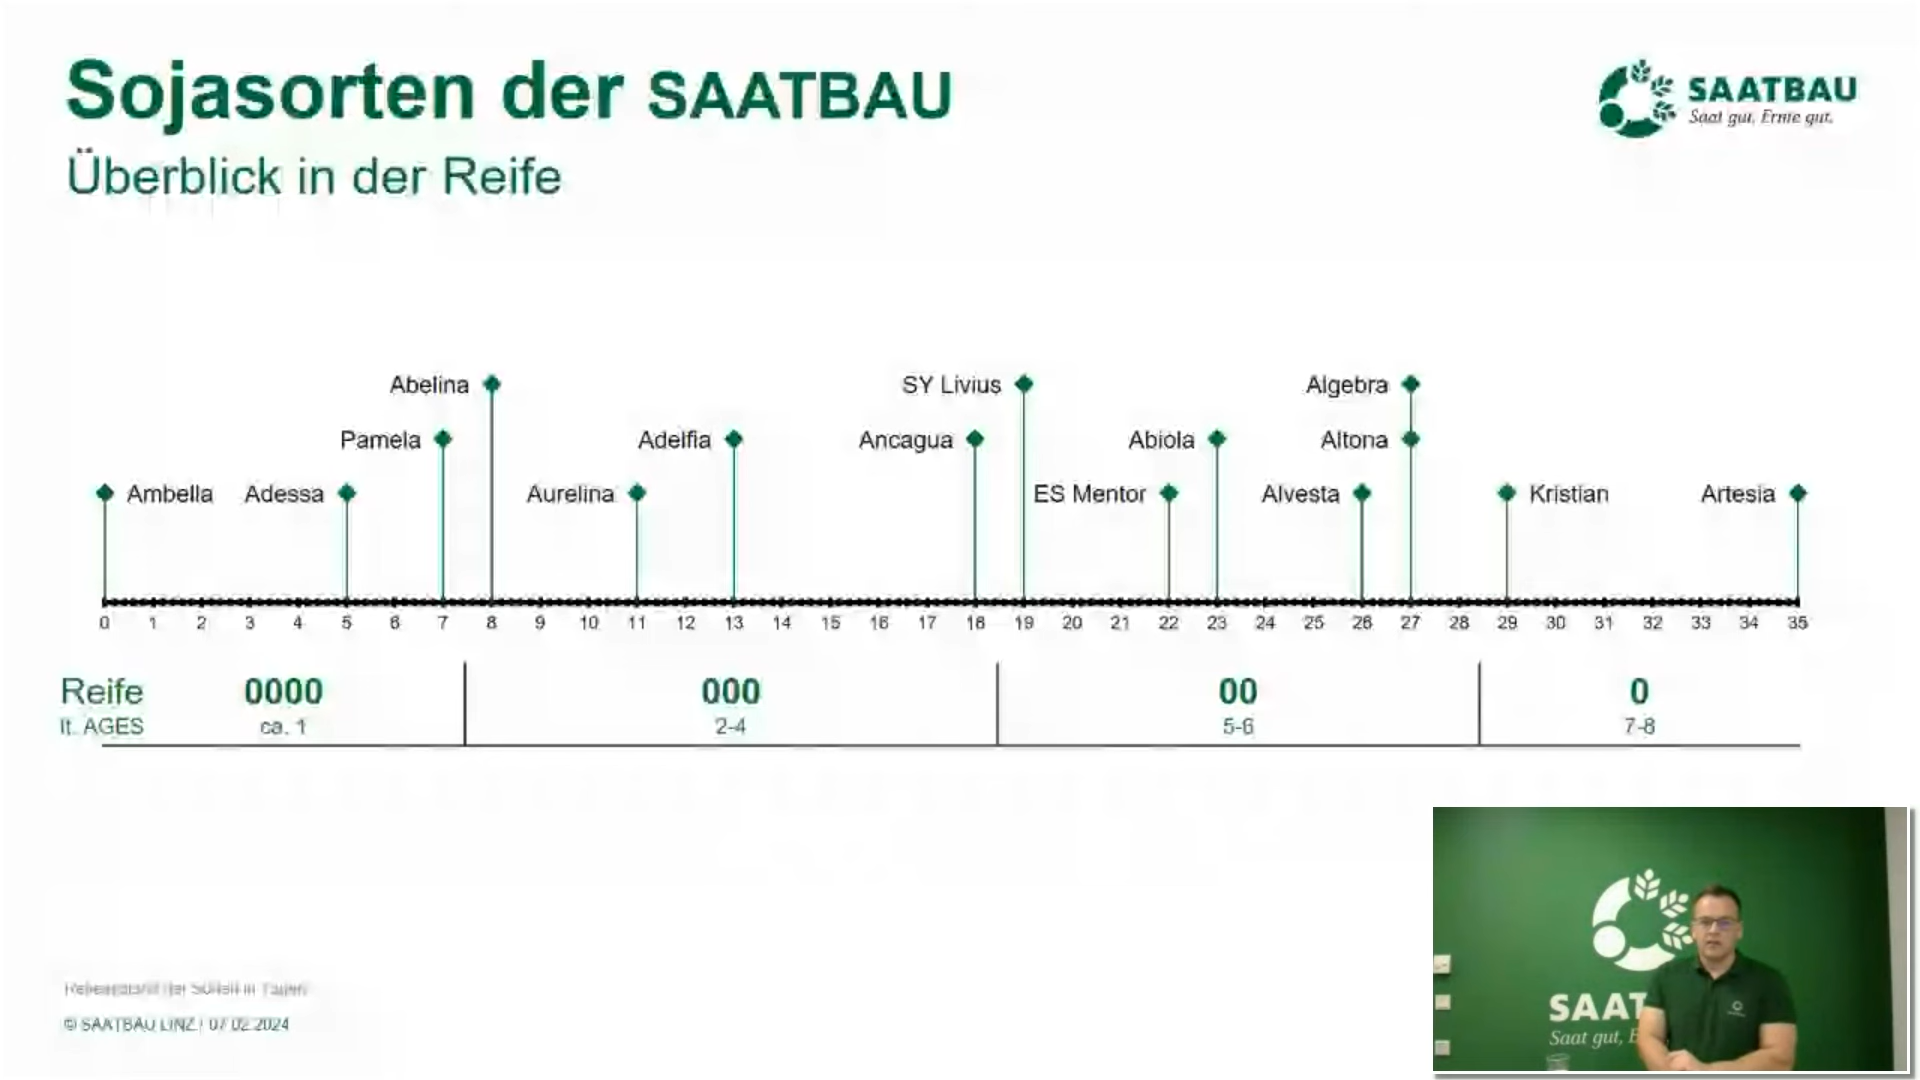 Sojasorten der SAATBAU
SAATBAU
Saat gut, Ernte gut.
Überblick in der Reife
Abelina
SY Livius
Algebra
Pamela
Adelfia
Ancagua
Abiola
Altona
Ambella
Adessa
Aurelina
ES Mentor
Alvesta
Kristian
Artesia
0 1 2 3 4 5 6 7 8 9 10 11 12 13 14 15 16 17 18 19 20 21 22 23 24 25 26 27 28 29 30 31 32 33 34 35
Reife 0000 000 00 0
lt. AGES ca. 1 2-4 5-6 7-8
der Sorten in Tagen
© SAATBAU LINZ / 07.02.2024
SAAT
Saat gut, E